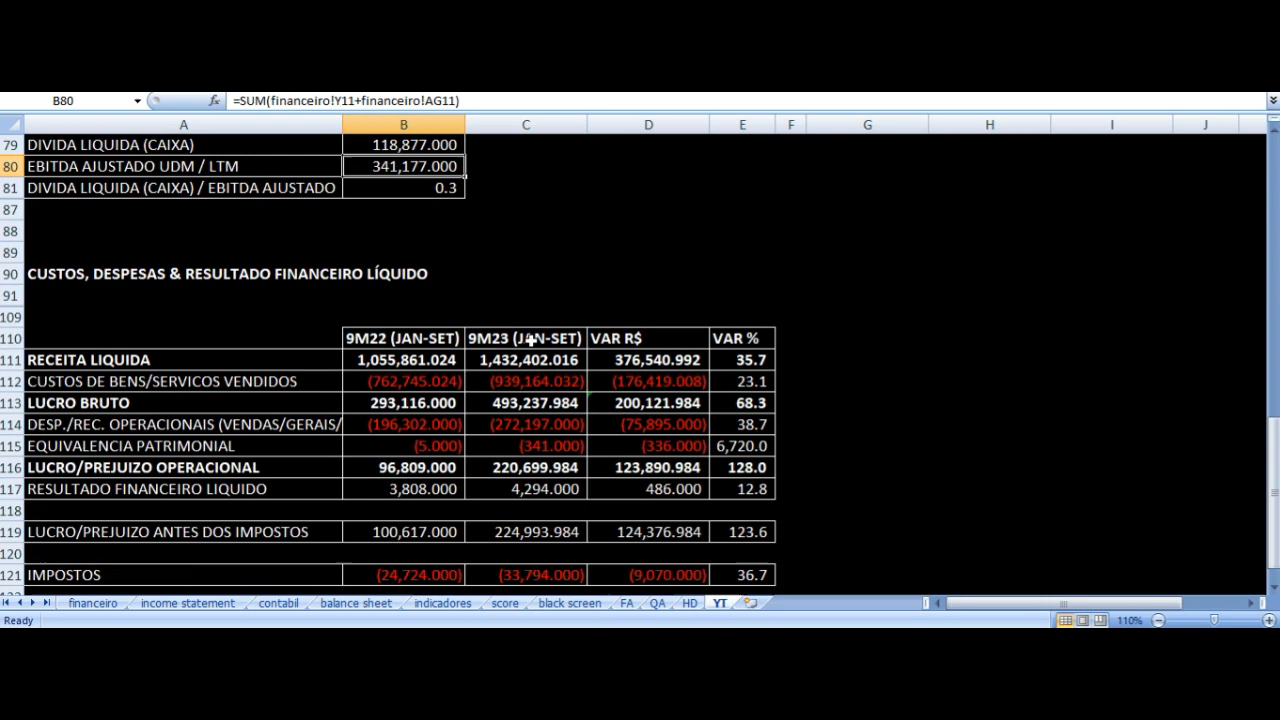 B80 fx =SUM(financeiro!Y11+financeiro!AG11)
A B C D E F G H I J
79 DIVIDA LIQUIDA (CAIXA) 118,877.000
80 EBITDA AJUSTADO UDM / LTM 341,177.000
81 DIVIDA LIQUIDA (CAIXA) / EBITDA AJUSTADO 0.3
87
88
89
90 CUSTOS, DESPESAS & RESULTADO FINANCEIRO LÍQUIDO
91
109
110 9M22 (JAN-SET) 9M23 (JAN-SET) VAR R$ VAR %
111 RECEITA LIQUIDA 1,055,861.024 1,432,402.016 376,540.992 35.7
112 CUSTOS DE BENS/SERVICOS VENDIDOS (762,745.024) (939,164.032) (176,419.008) 23.1
113 LUCRO BRUTO 293,116.000 493,237.984 200,121.984 68.3
114 DESP./REC. OPERACIONAIS (VENDAS/GERAIS/ (196,302.000) (272,197.000) (75,895.000) 38.7
115 EQUIVALENCIA PATRIMONIAL (5.000) (341.000) (336.000) 6,720.0
116 LUCRO/PREJUIZO OPERACIONAL 96,809.000 220,699.984 123,890.984 128.0
117 RESULTADO FINANCEIRO LIQUIDO 3,808.000 4,294.000 486.000 12.8
118
119 LUCRO/PREJUIZO ANTES DOS IMPOSTOS 100,617.000 224,993.984 124,376.984 123.6
120
121 IMPOSTOS (24,724.000) (33,794.000) (9,070.000) 36.7
financeiro income statement contabil balance sheet indicadores score black screen FA QA HD YT
Ready 110%